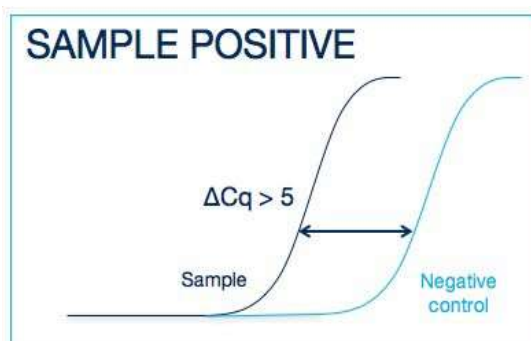 SAMPLE POSITIVE
ΔCq > 5
Sample
Negative
control